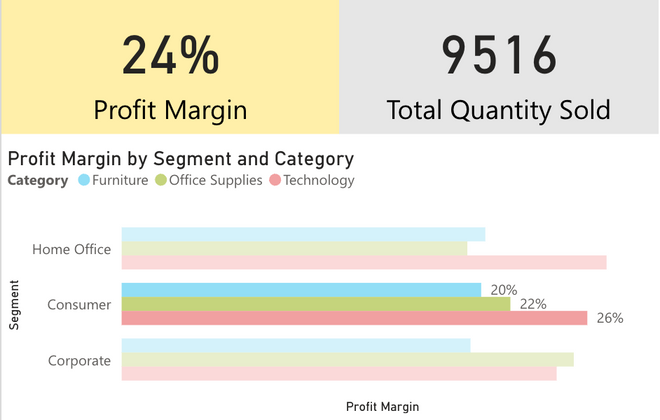 24%
Profit Margin
9516
Total Quantity Sold
Profit Margin by Segment and Category
Category Furniture Office Supplies Technology
Segment
Home Office
Consumer
20%
22%
26%
Corporate
Profit Margin